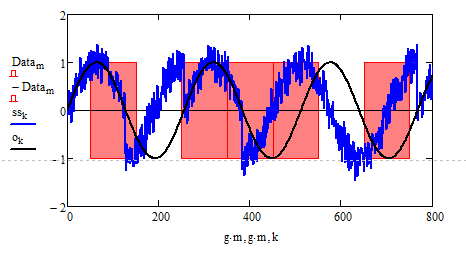 2
Data m
1
− Data m
0
ss k
o k
− 1
− 2
0 200 400 600 800
g·m, g·m, k